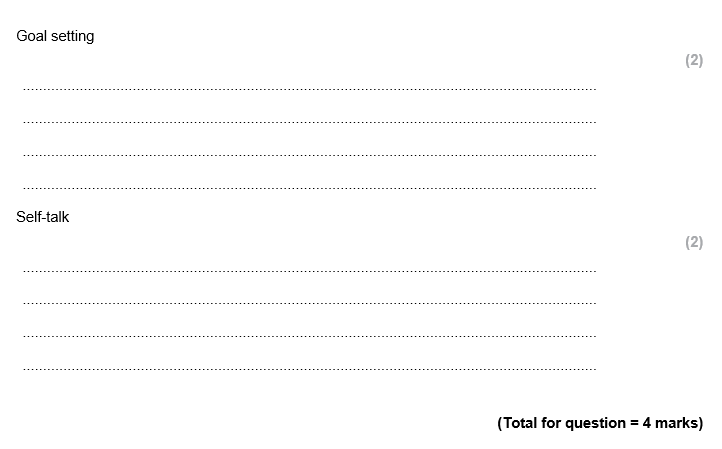 Goal setting
(2)
Self-talk
(2)
(Total for question = 4 marks)